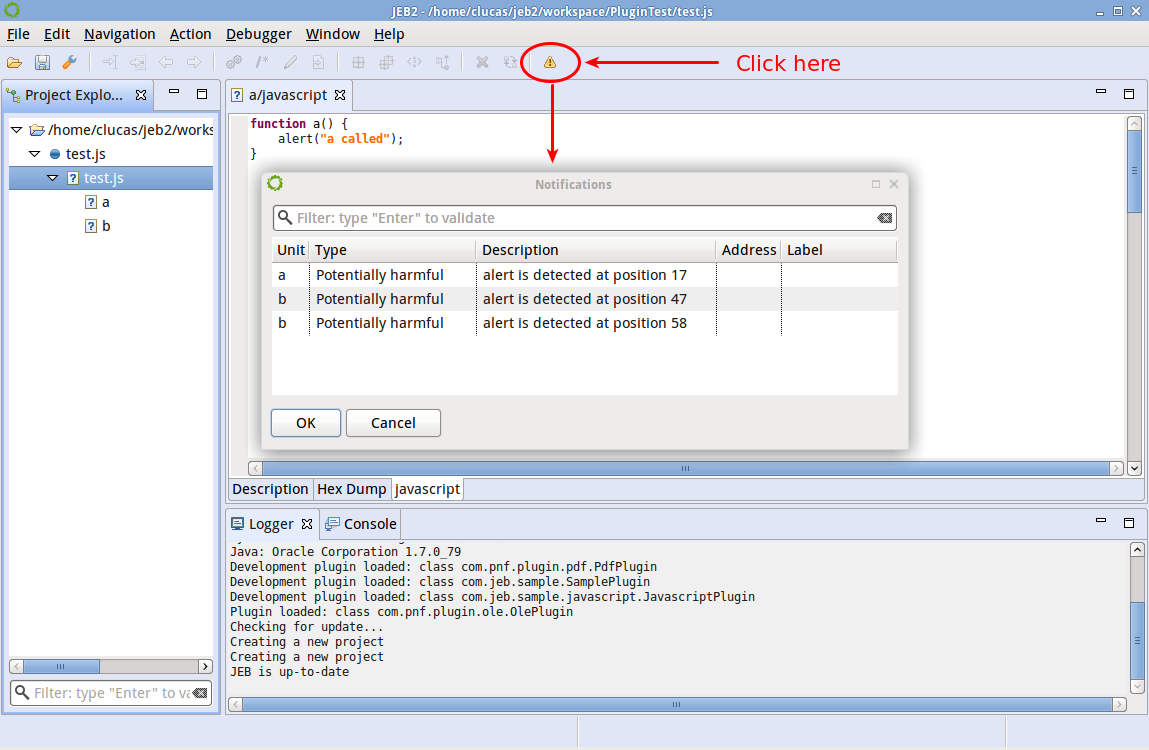 JEB2 - /home/clucas/jeb2/workspace/PluginTest/test.js
File Edit Navigation Action Debugger Window Help
Click here
Project Explo...
a/javascript
/home/clucas/jeb2/works
test.js
test.js
a
b
Filter: type "Enter" to va
function a() {
alert("a called");
}
Notifications
Filter: type "Enter" to validate
Unit Type Description Address Label
a Potentially harmful alert is detected at position 17
b Potentially harmful alert is detected at position 47
b Potentially harmful alert is detected at position 58
OK Cancel
Description Hex Dump javascript
Logger Console
Java: Oracle Corporation 1.7.0_79
Development plugin loaded: class com.pnf.plugin.pdf.PdfPlugin
Development plugin loaded: class com.jeb.sample.SamplePlugin
Development plugin loaded: class com.jeb.sample.javascript.JavascriptPlugin
Plugin loaded: class com.pnf.plugin.ole.OlePlugin
Checking for update...
Creating a new project
Creating a new project
JEB is up-to-date